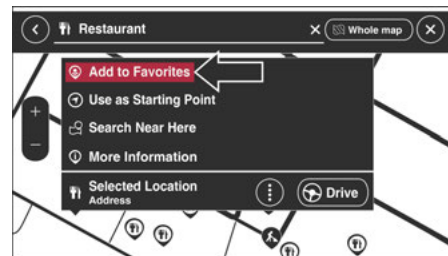 Restaurant
Whole map
Add to Favorites
Use as Starting Point
Search Near Here
More Information
Selected Location
Address
Drive